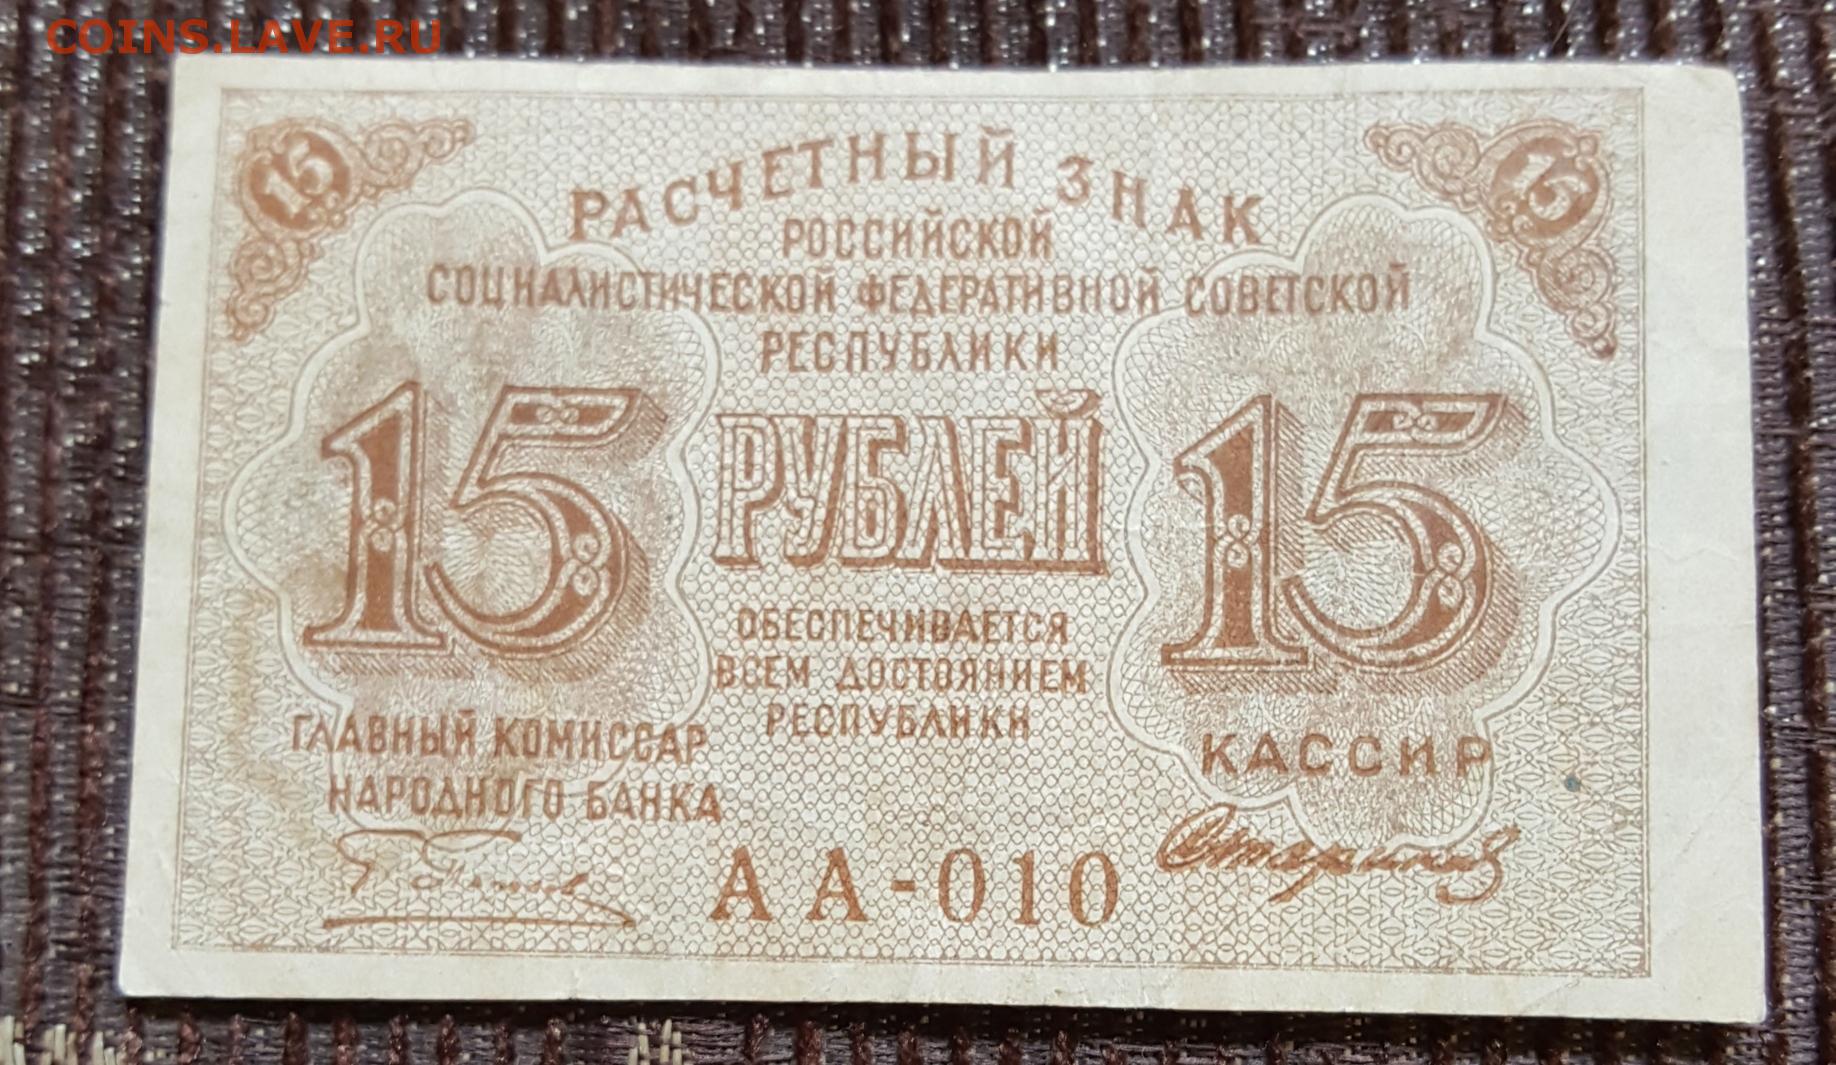 COINS.LAVE.RU
15
15
РАСЧЕТНЫЙ ЗНАК
РОССИЙСКОЙ
СОЦИАЛИСТИЧЕСКОЙ ФЕДЕРАТИВНОЙ СОВЕТСКОЙ
РЕСПУБЛИКИ
15 РУБЛЕЙ 15
ОБЕСПЕЧИВАЕТСЯ
ВСЕМ ДОСТОЯНИЕМ
РЕСПУБЛИКИ
ГЛАВНЫЙ КОМИССАР
НАРОДНОГО БАНКА
КАССИР
АА-010